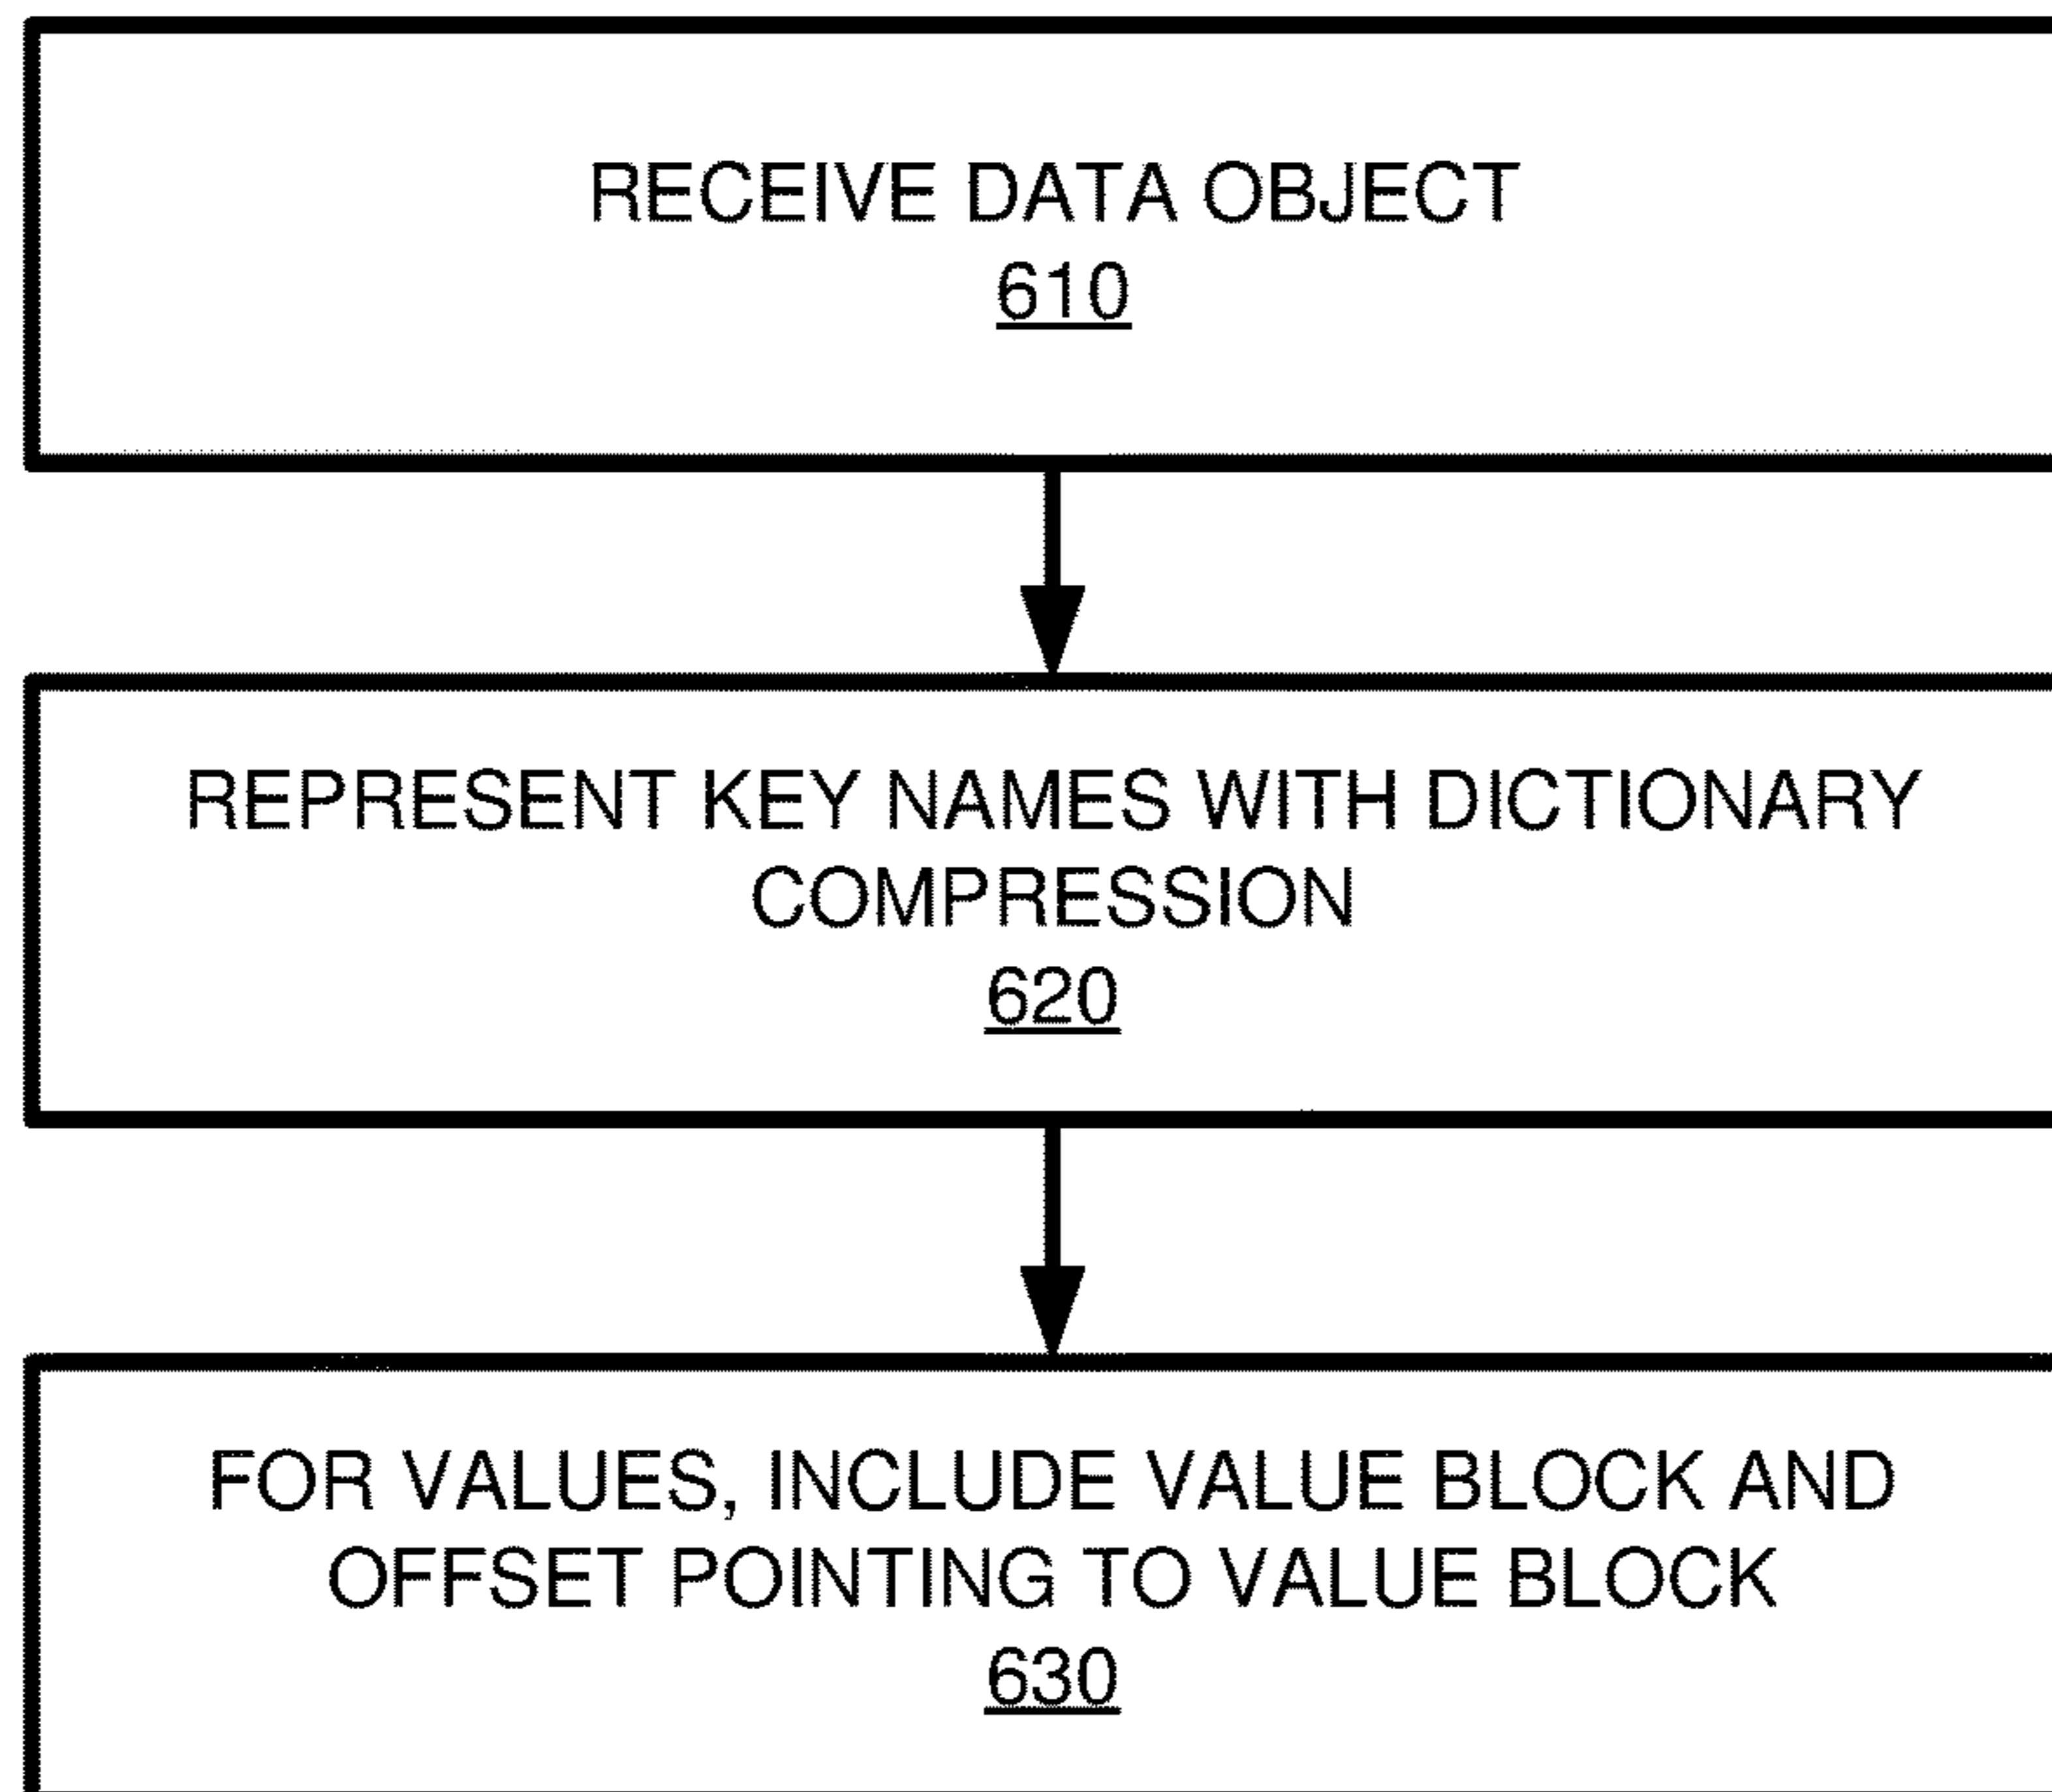 RECEIVE DATA OBJECT
610
REPRESENT KEY NAMES WITH DICTIONARY
COMPRESSION
620
FOR VALUES, INCLUDE VALUE BLOCK AND
OFFSET POINTING TO VALUE BLOCK
630